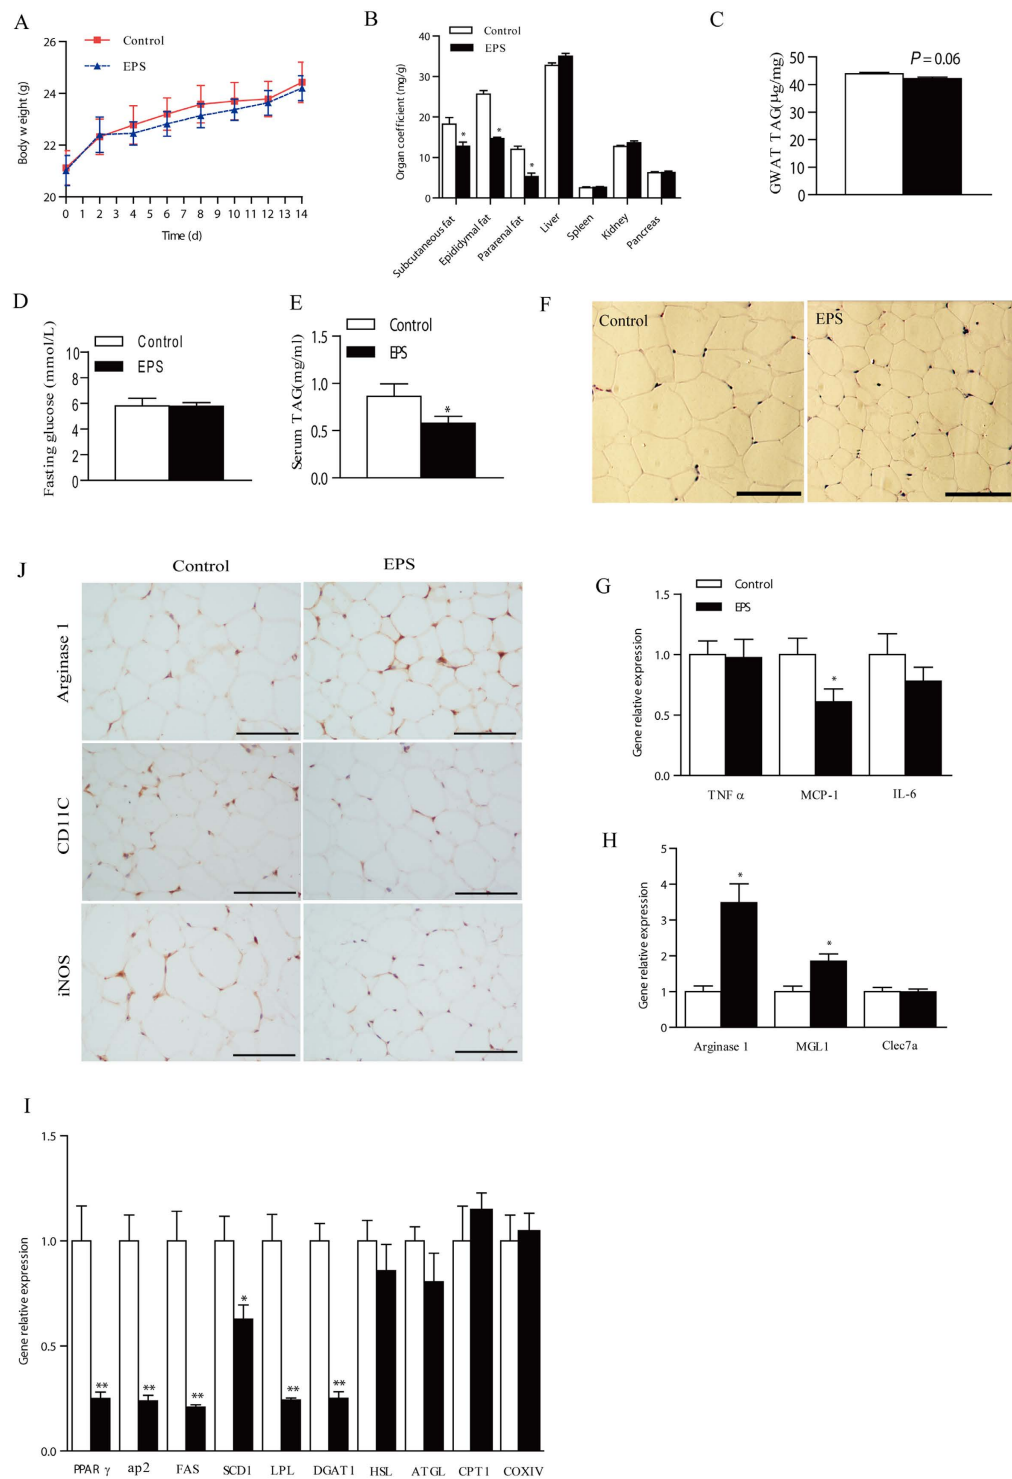 A
Control
EPS
26
24
22
20
Body weight (g)
0 1 2 3 4 5 6 7 8 9 10 11 12 13 14
Time (d)
B
Control
EPS
40
30
20
10
0
Organ coefficient (mg/g)
*
*
*
Subcutaneous fat
Epididymal fat
Pararenal fat
Liver
Spleen
Kidney
Pancreas
C
P = 0.06
50
40
30
20
10
0
GWAT TAG(µg/mg)
D
Control
EPS
10
8
6
4
2
0
Fasting glucose (mmol/L)
E
Control
EPS
1.5
1.0
0.5
0.0
Serum TAG(mg/ml)
*
F
Control
EPS
J
Control
EPS
Arginase 1
CD11C
iNOS
G
Control
EPS
1.5
1.0
0.5
0.0
Gene relative expression
*
TNF α
MCP-1
IL-6
H
5
4
3
2
1
0
Gene relative expression
*
*
Arginase 1
MGL1
Clec7a
I
1.5
1.0
0.5
0.0
Gene relative expression
**
**
**
*
**
**
PPAR γ
ap2
FAS
SCD1
LPL
DGAT1
HSL
ATGL
CPT1
COXIV